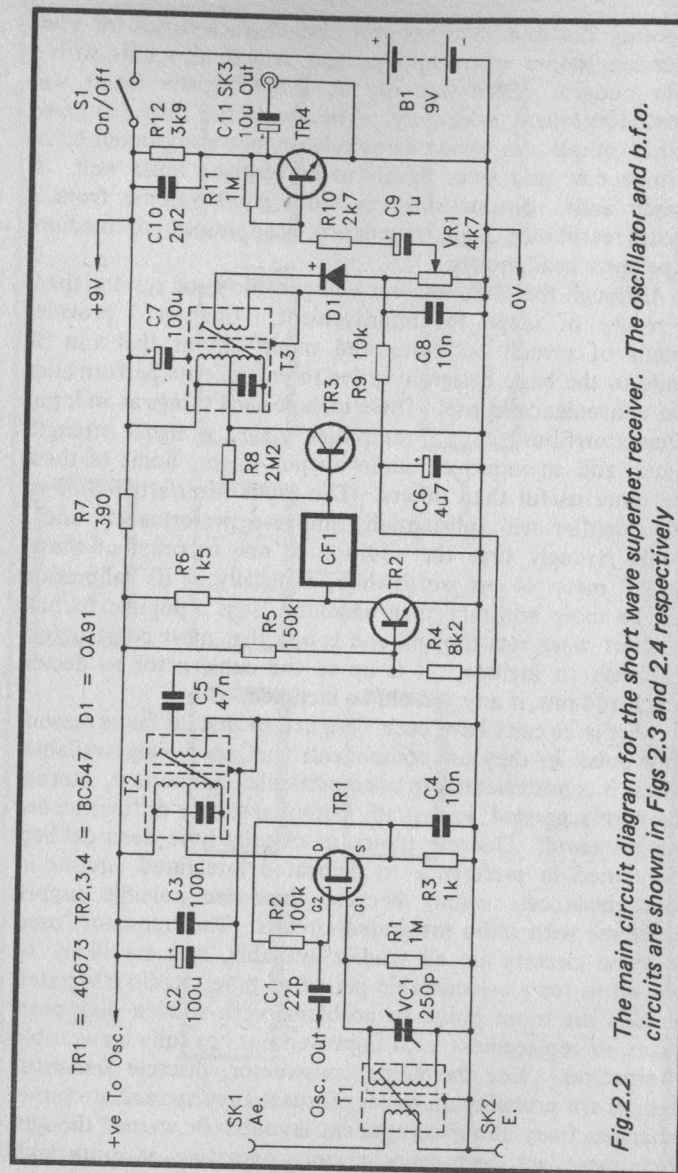 TR1 = 40673 TR2,3,4 BC547 D1 = OA91
+Ve To Osc.
C2
100u
C3
100n
T2
R7
390
C7
100u
+9V
S1
On/Off
R12
3k9
C10
2n2
R11
1M
C11
10u
Out
SK3
TR4
R10
2k7
C9
1u
B1
9V
+
-
D1
+
T3
R6
1k5
R5
150k
C5
47n
R8
2M2
TR3
CF1
R9
10k
C8
10n
VR1
4k7
0V
C6
4u7
TR2
R4
8k2
SK1
Ae.
Osc.
C1
22n
R2
100k
G2
D
TR1
G1
S
C4
10n
R3
1k
R1
1M
VC1
250p
SK2
E.
Fig.2.2 The main circuit diagram for the short wave superhet receiver. The oscillator and b.f.o.
circuits are shown in Figs 2.3 and 2.4 respectively